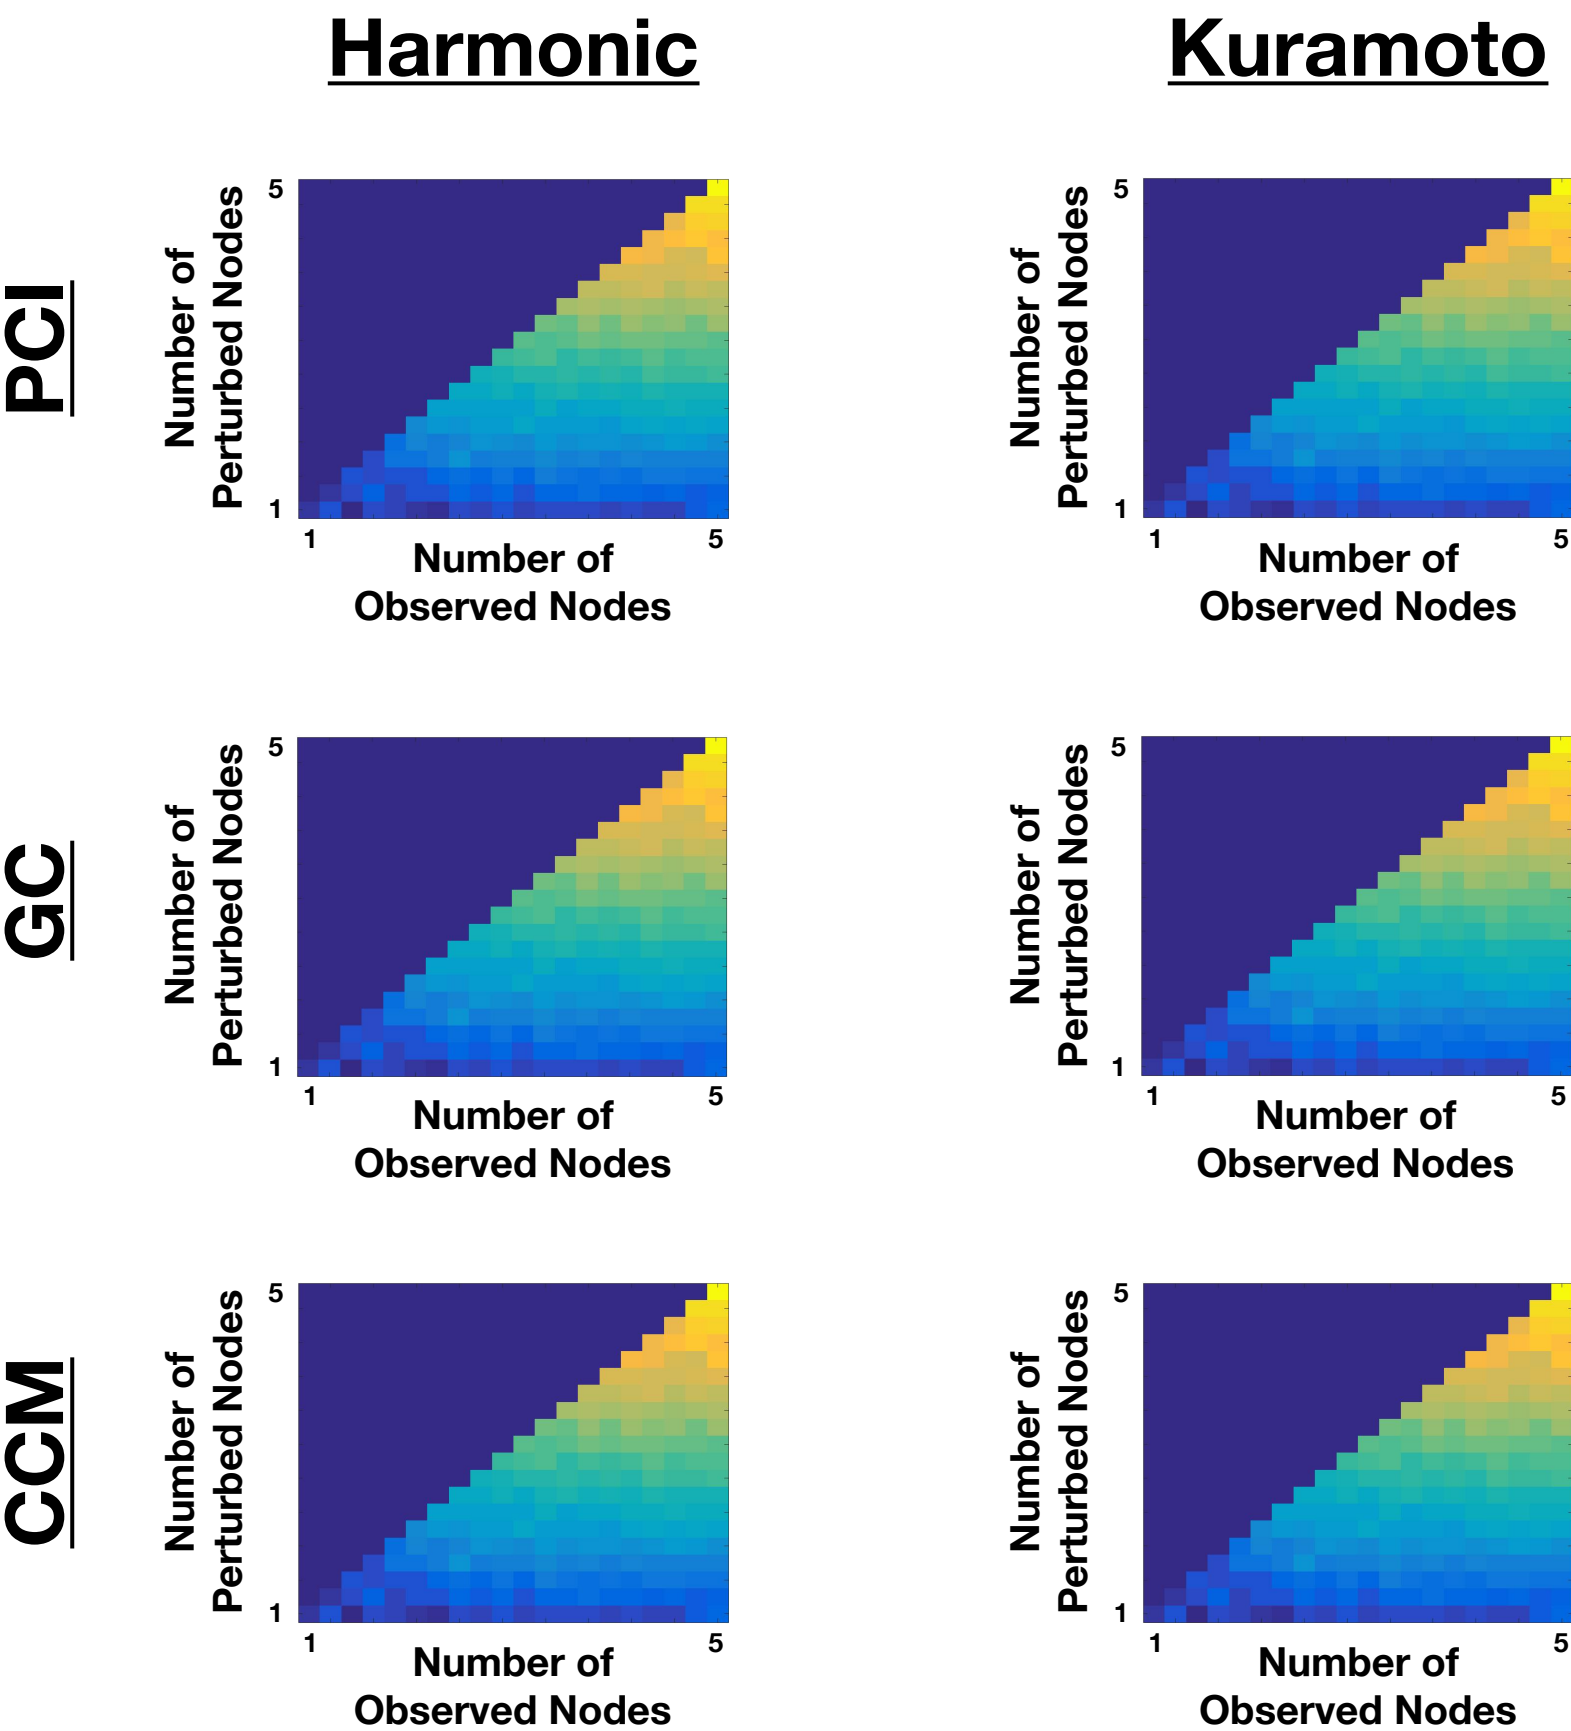 Harmonic
Kuramoto
PCI
Number of
Perturbed Nodes
5
1
1
5
Number of
Observed Nodes
Number of
Perturbed Nodes
5
1
1
5
Number of
Observed Nodes
GC
Number of
Perturbed Nodes
5
1
1
5
Number of
Observed Nodes
Number of
Perturbed Nodes
5
1
1
5
Number of
Observed Nodes
CCM
Number of
Perturbed Nodes
5
1
1
5
Number of
Observed Nodes
Number of
Perturbed Nodes
5
1
1
5
Number of
Observed Nodes